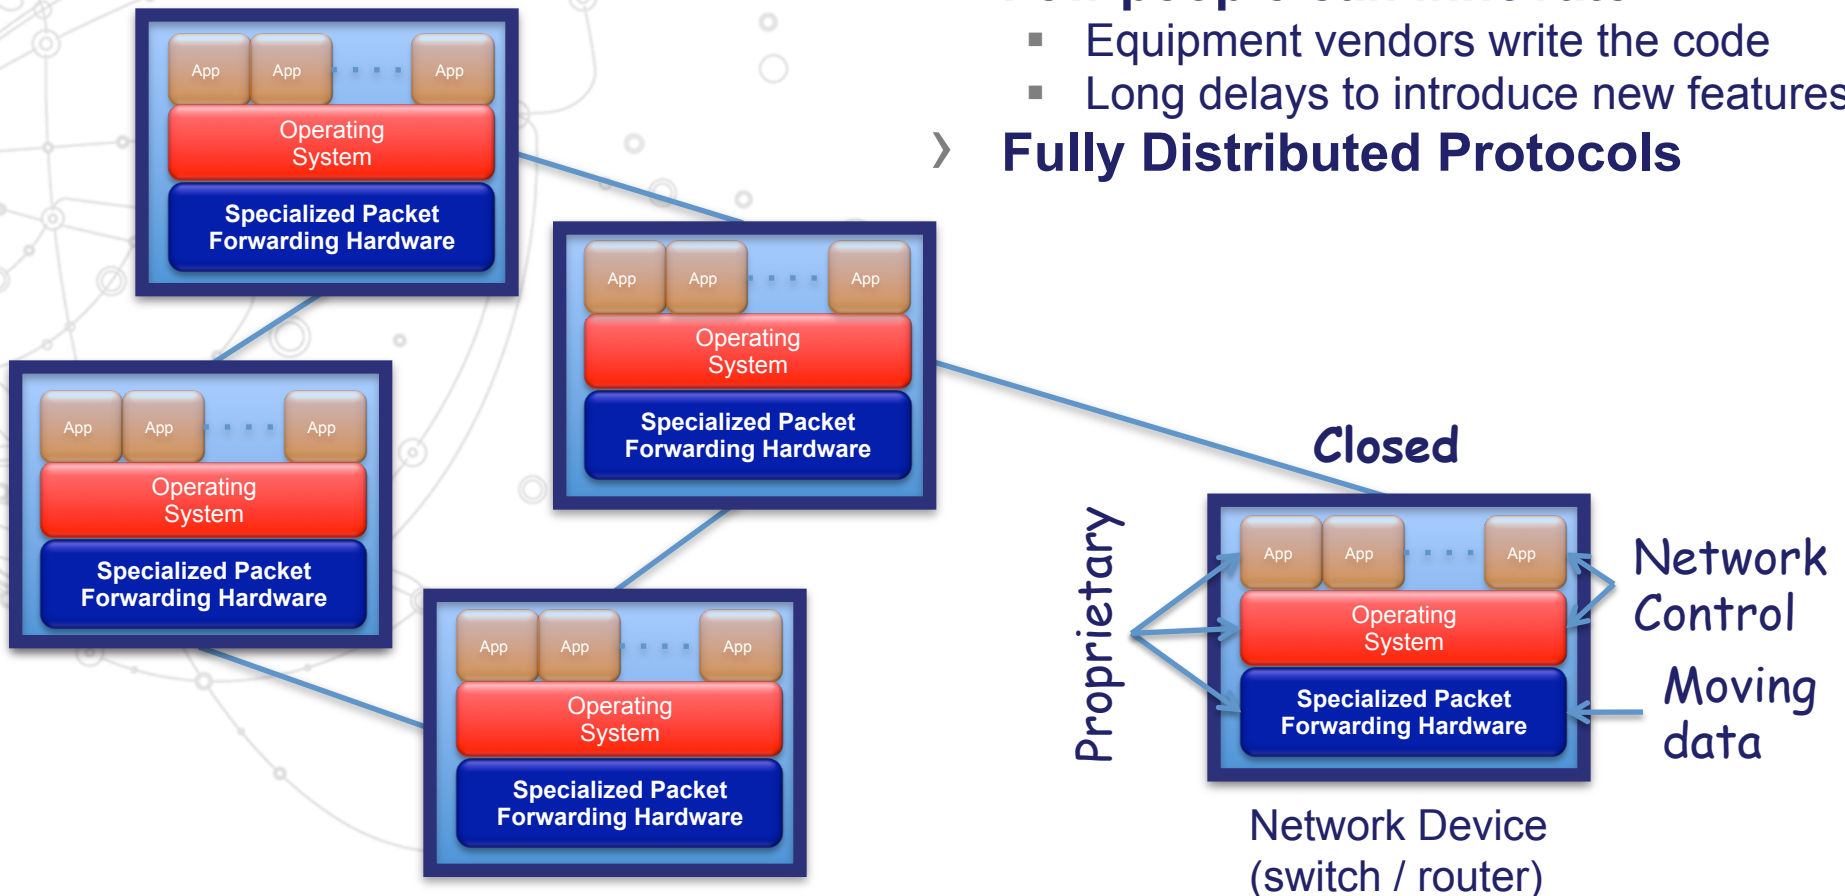 Equipment vendors write the code
Long delays to introduce new features
Fully Distributed Protocols
App App App
Operating
System
Specialized Packet
Forwarding Hardware
App App App
Operating
System
Specialized Packet
Forwarding Hardware
App App App
Operating
System
Specialized Packet
Forwarding Hardware
App App App
Operating
System
Specialized Packet
Forwarding Hardware
Closed
Proprietary
App App App
Operating
System
Specialized Packet
Forwarding Hardware
Network
Control
Moving
data
Network Device
(switch / router)